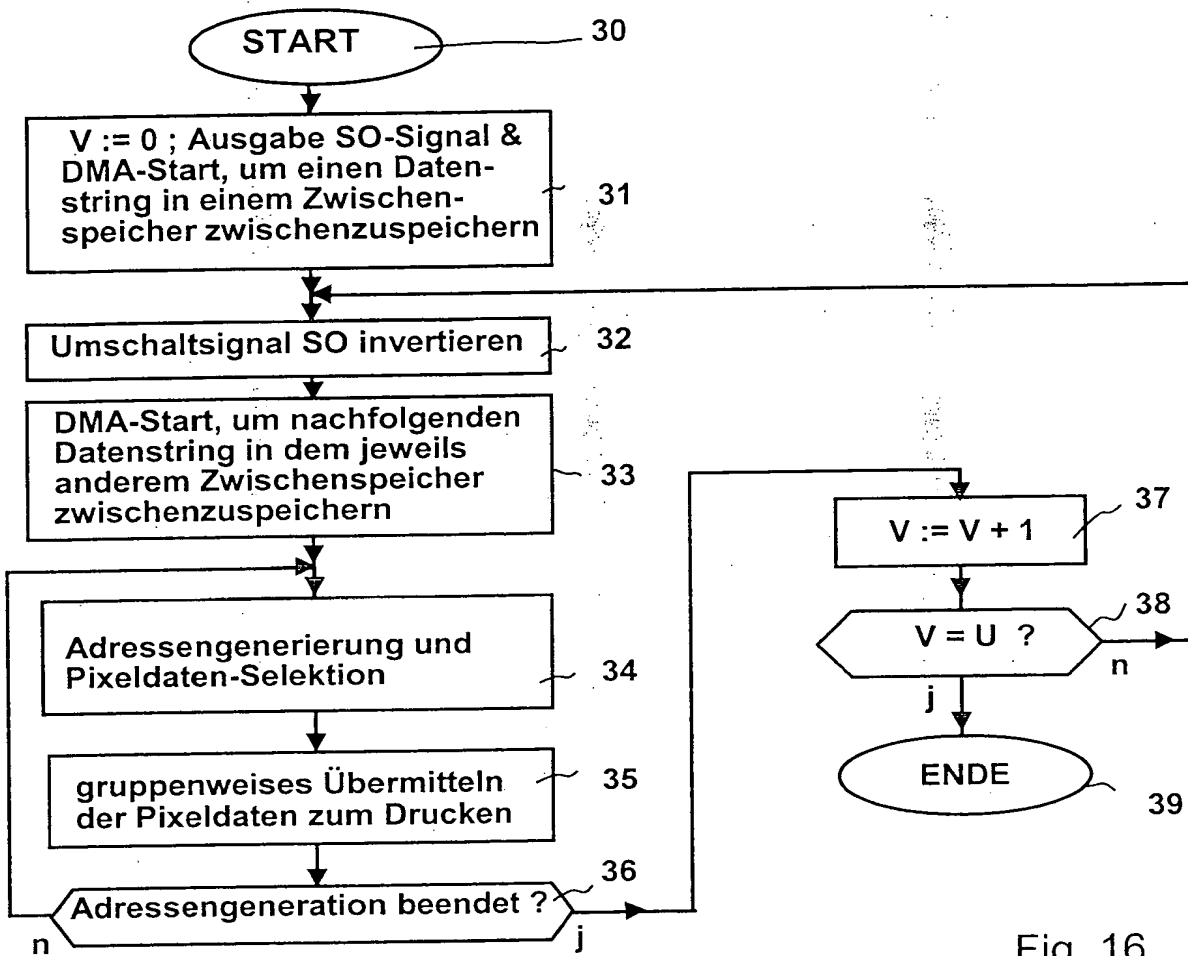 START
30
V := 0 ; Ausgabe SO-Signal &
DMA-Start, um einen Daten-
string in einem Zwischen-
speicher zwischenzuspeichern
31
Umschaltsignal SO invertieren
32
DMA-Start, um nachfolgenden
Datenstring in dem jeweils
anderem Zwischenspeicher
zwischenzuspeichern
33
Adressengenerierung und
Pixeldaten-Selektion
34
gruppenweises Übermitteln
der Pixeldaten zum Drucken
35
Adressengeneration beendet ?
36
n
j
V := V + 1
37
V = U ?
38
n
j
ENDE
39
Fig. 16